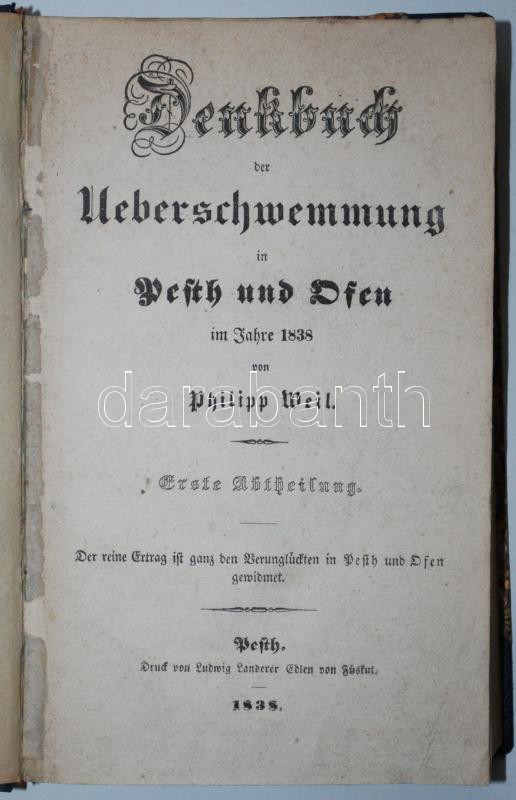 Denkbuch
der
Ueberschwemmung
in
Pesth und Ofen
im Jahre 1838
von
Philipp Weil.
darabanth
Erste Abtheilung.
Der reine Ertrag ist ganz den Verunglückten in Pesth und Ofen
gewidmet.
Pesth.
Druck von Ludwig Landerer Edlen von Füskut.
1838.